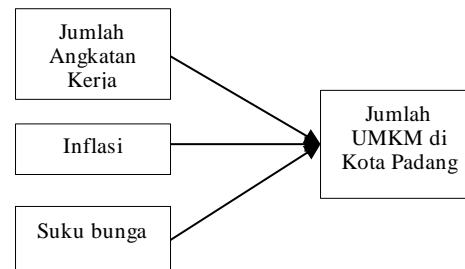 Jumlah
Angkatan
Kerja
Inflasi
Suku bunga
Jumlah
UMKM di
Kota Padang